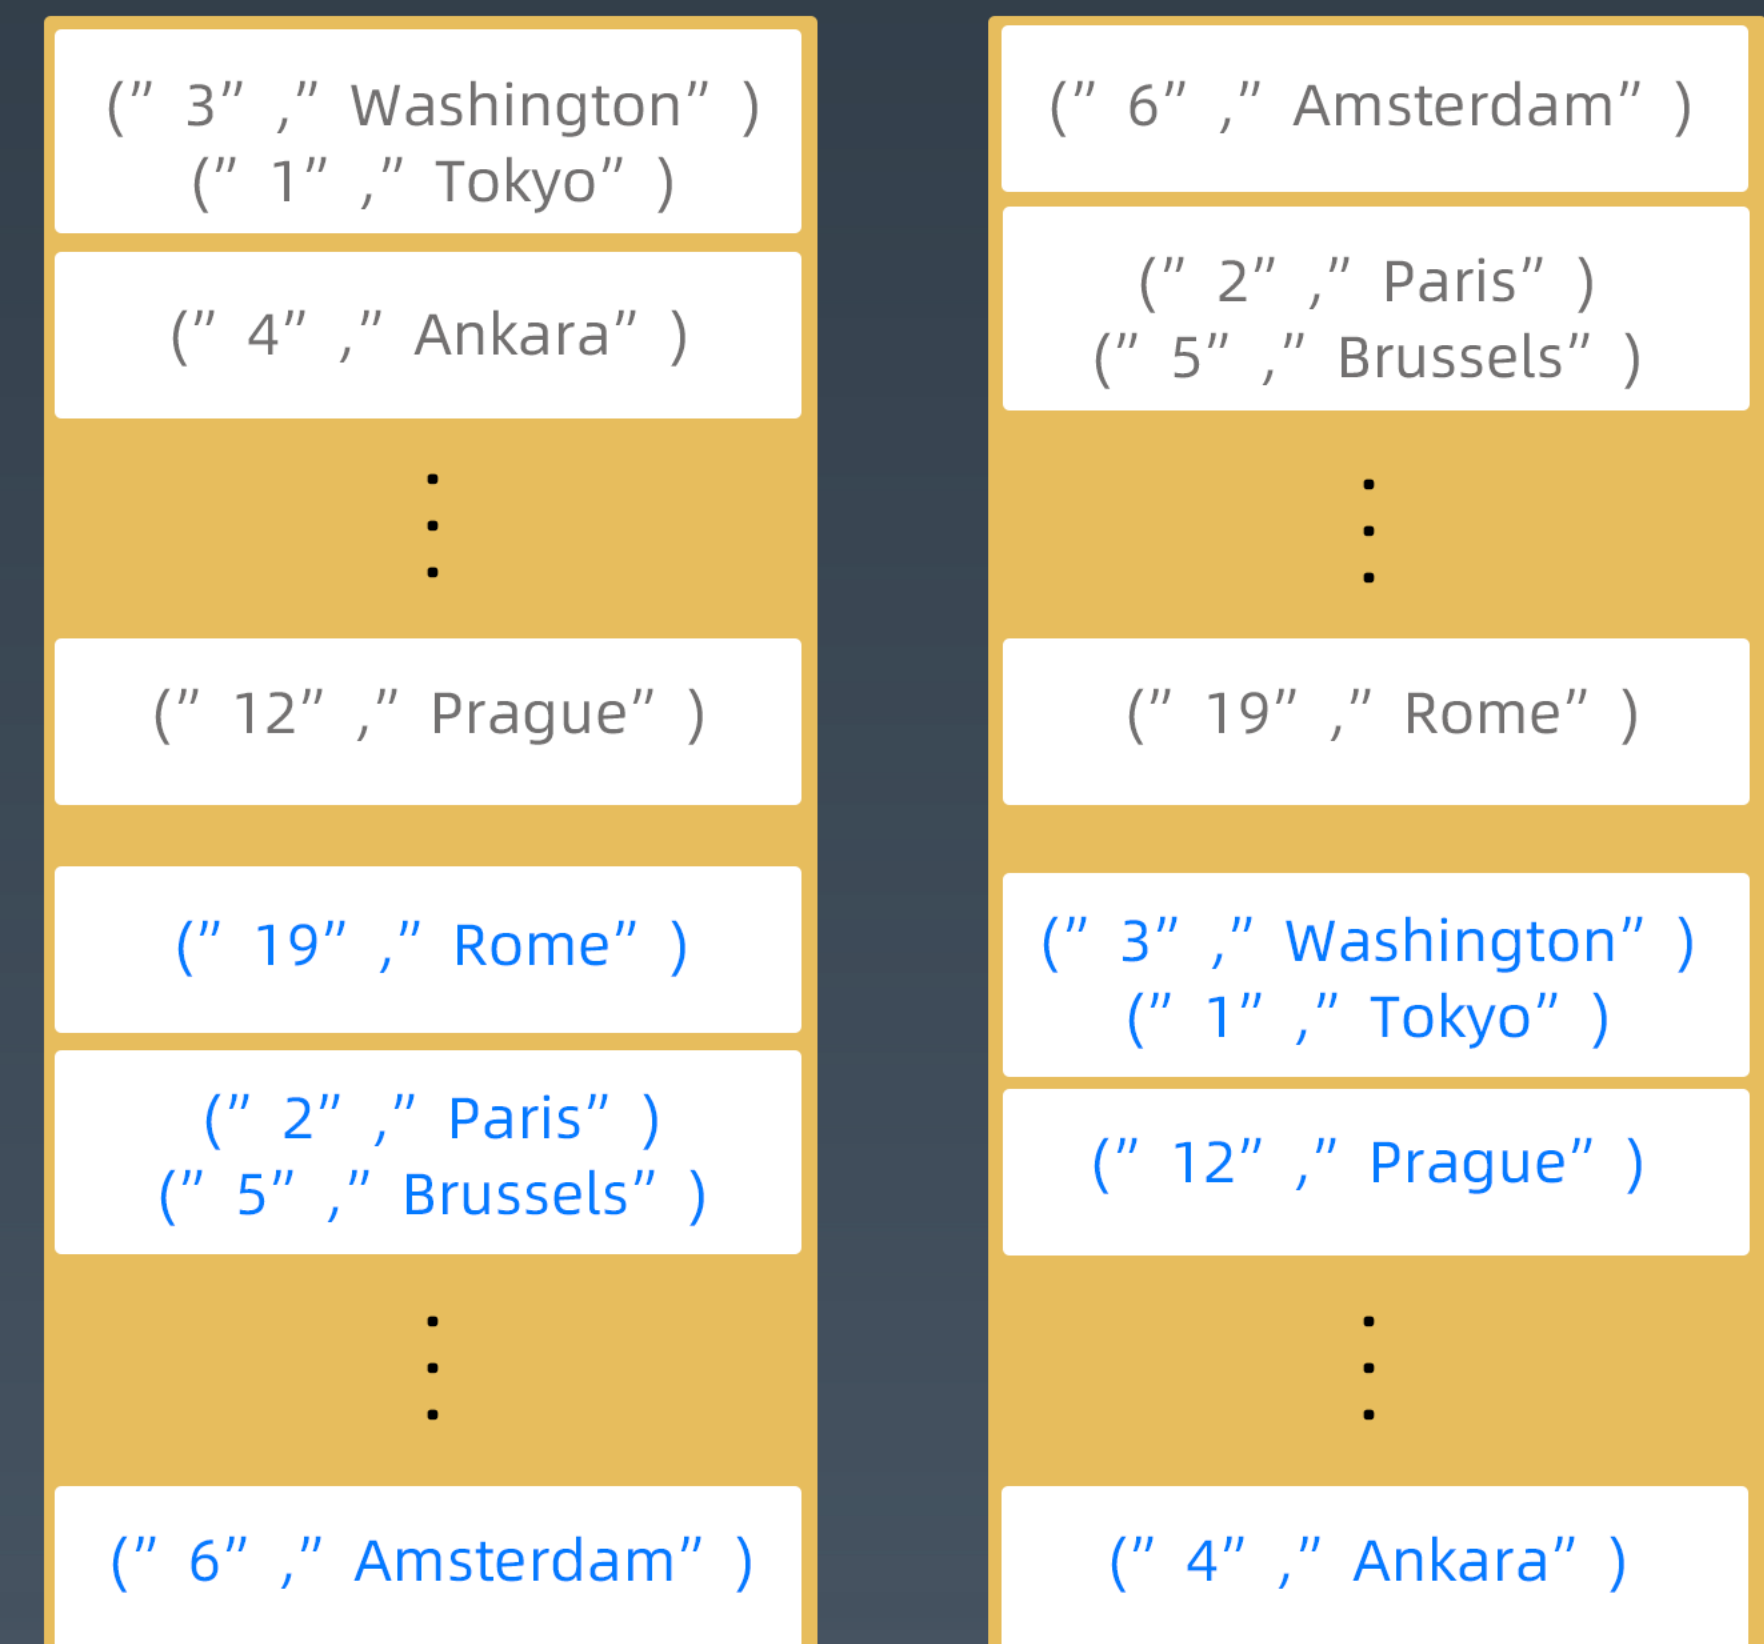 (” 3” ,” Washington” )
(” 1” ,” Tokyo” )
(” 4” ,” Ankara” )
(” 12” ,” Prague” )
(” 19” ,” Rome” )
(” 2” ,” Paris” )
(” 5” ,” Brussels” )
(” 6” ,” Amsterdam” )
(” 6” ,” Amsterdam” )
(” 2” ,” Paris” )
(” 5” ,” Brussels” )
(” 19” ,” Rome” )
(” 3” ,” Washington” )
(” 1” ,” Tokyo” )
(” 12” ,” Prague” )
(” 4” ,” Ankara” )